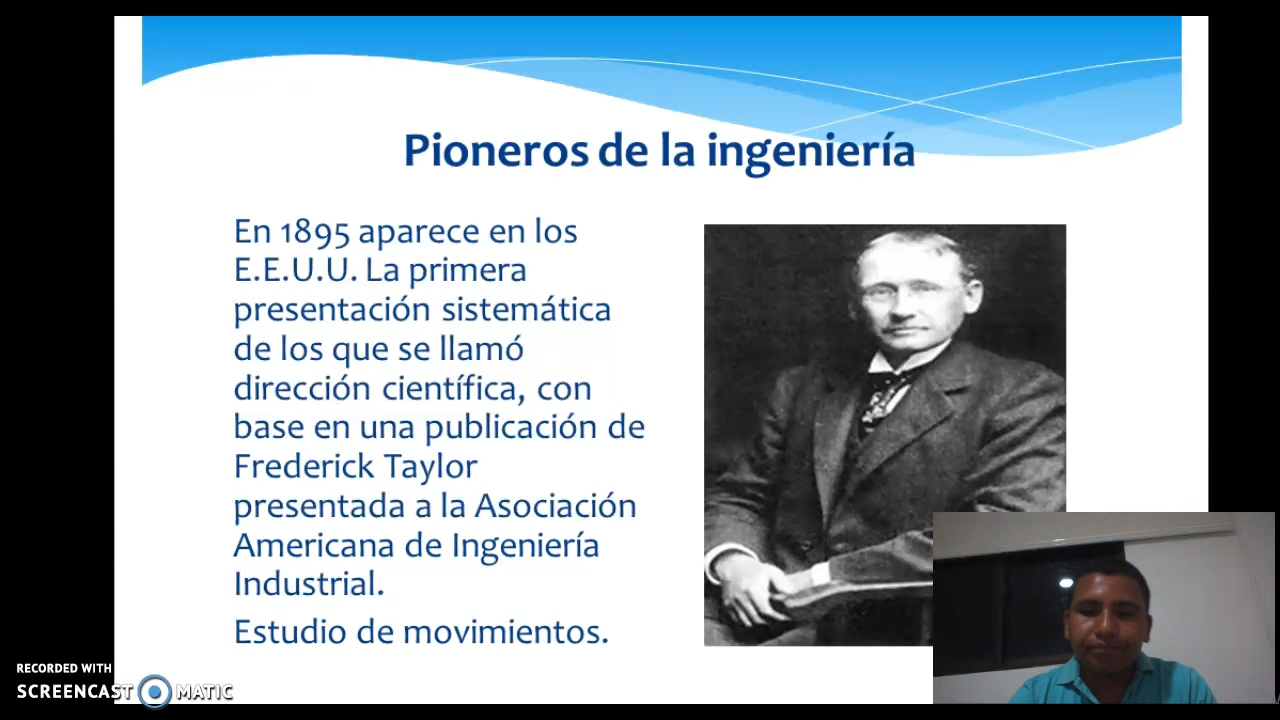 Pioneros de la ingeniería
En 1895 aparece en los
E.E.U.U. La primera
presentación sistemática
de los que se llamó
dirección científica, con
base en una publicación de
Frederick Taylor
presentada a la Asociación
Americana de Ingeniería
Industrial.
Estudio de movimientos.
RECORDED WITH
SCREENCAST MATIC